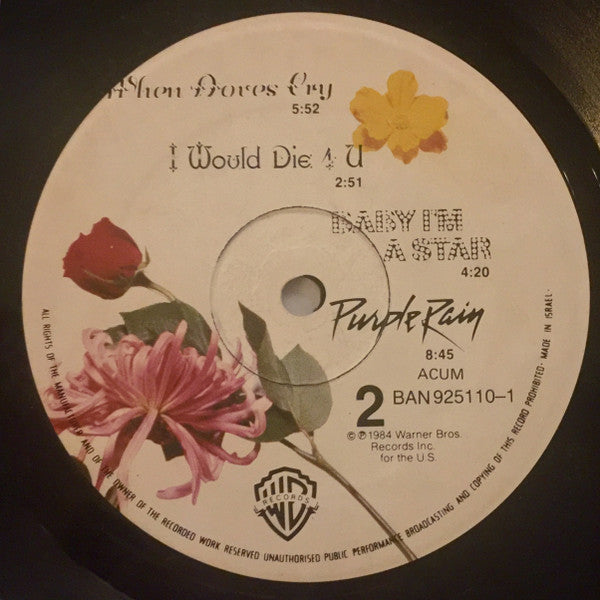 When Doves Cry
5:52
I Would Die 4 U
2:51
BABY I'M
A STAR
4:20
Purple Rain
8:45
ACUM
2 BAN 925110-1
© ℗ 1984 Warner Bros.
Records Inc.
for the U.S.
RECORDS
ALL RIGHTS OF THE MANUFACTURER AND OF THE OWNER OF THE RECORDED WORK RESERVED UNAUTHORISED PUBLIC PERFORMANCE BROADCASTING AND COPYING OF THIS RECORD PROHIBITED · MADE IN ISRAEL ·